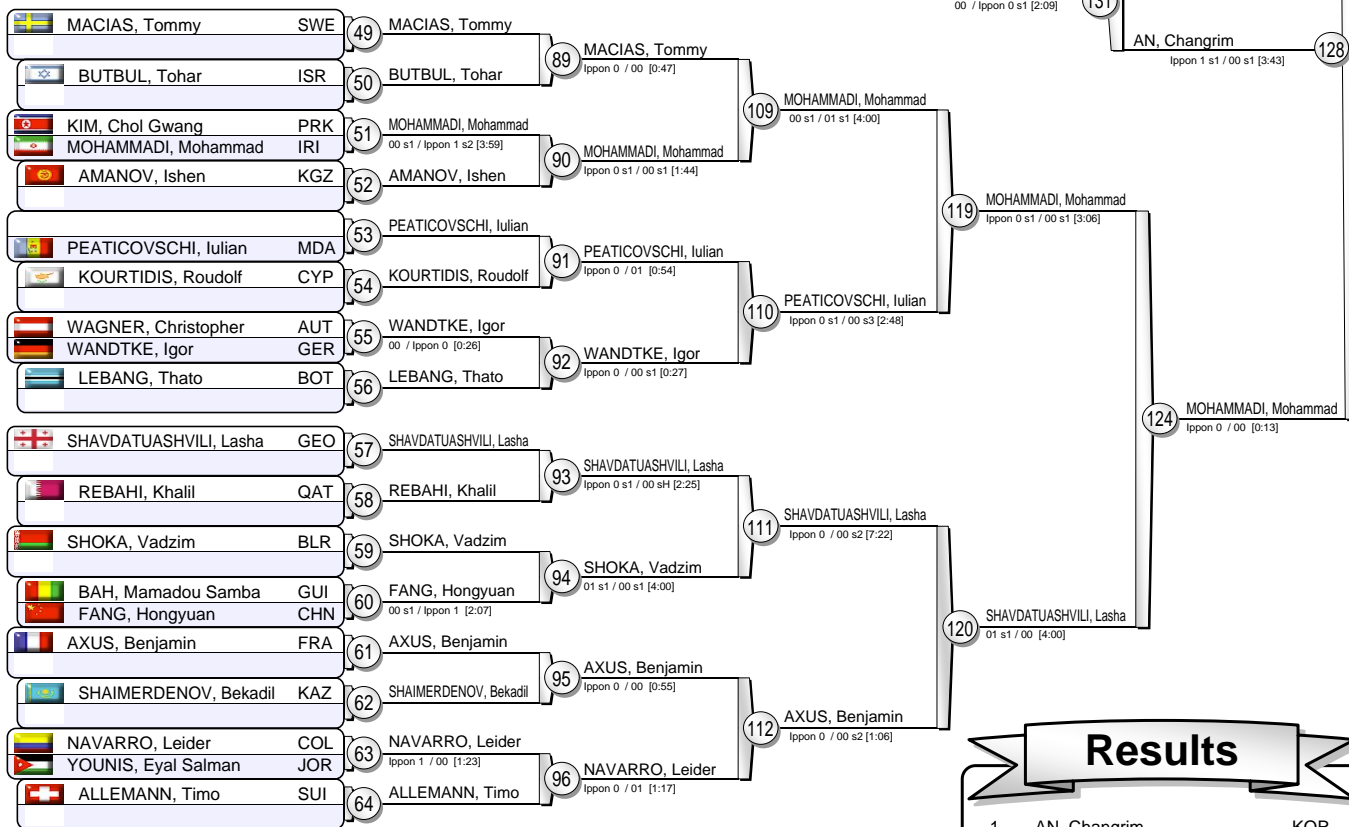 00 / Ippon 0 s1 [2:09]
131
AN, Changrim
Ippon 1 s1 / 00 s1 [3:43]
128
MACIAS, Tommy SWE
49
MACIAS, Tommy
89
MACIAS, Tommy
Ippon 0 / 00 [0:47]
BUTBUL, Tohar ISR
50
BUTBUL, Tohar
109
MOHAMMADI, Mohammad
00 s1 / 01 s1 [4:00]
KIM, Chol Gwang PRK
MOHAMMADI, Mohammad IRI
51
MOHAMMADI, Mohammad
00 s1 / Ippon 1 s2 [3:59]
90
MOHAMMADI, Mohammad
Ippon 0 s1 / 00 s1 [1:44]
AMANOV, Ishen KGZ
52
AMANOV, Ishen
119
MOHAMMADI, Mohammad
Ippon 0 s1 / 00 s1 [3:06]
PEATICOVSCHI, Iulian MDA
53
PEATICOVSCHI, Iulian
91
PEATICOVSCHI, Iulian
Ippon 0 / 01 [0:54]
KOURTIDIS, Roudolf CYP
54
KOURTIDIS, Roudolf
110
PEATICOVSCHI, Iulian
Ippon 0 s1 / 00 s3 [2:48]
WAGNER, Christopher AUT
WANDTKE, Igor GER
55
WANDTKE, Igor
00 / Ippon 0 [0:26]
92
WANDTKE, Igor
Ippon 0 / 00 s1 [0:27]
LEBANG, Thato BOT
56
LEBANG, Thato
124
MOHAMMADI, Mohammad
Ippon 0 / 00 [0:13]
SHAVDATUASHVILI, Lasha GEO
57
SHAVDATUASHVILI, Lasha
93
SHAVDATUASHVILI, Lasha
Ippon 0 s1 / 00 sH [2:25]
REBAHI, Khalil QAT
58
REBAHI, Khalil
111
SHAVDATUASHVILI, Lasha
Ippon 0 / 00 s2 [7:22]
SHOKA, Vadzim BLR
59
SHOKA, Vadzim
94
SHOKA, Vadzim
01 s1 / 00 s1 [4:00]
BAH, Mamadou Samba GUI
FANG, Hongyuan CHN
60
FANG, Hongyuan
00 s1 / Ippon 1 [2:07]
120
SHAVDATUASHVILI, Lasha
01 s1 / 00 [4:00]
AXUS, Benjamin FRA
61
AXUS, Benjamin
95
AXUS, Benjamin
Ippon 0 / 00 [0:55]
SHAIMERDENOV, Bekadil KAZ
62
SHAIMERDENOV, Bekadil
112
AXUS, Benjamin
Ippon 0 / 00 s2 [1:06]
NAVARRO, Leider COL
YOUNIS, Eyal Salman JOR
63
NAVARRO, Leider
Ippon 1 / 00 [1:23]
96
NAVARRO, Leider
Ippon 0 / 01 [1:17]
ALLEMANN, Timo SUI
64
ALLEMANN, Timo
Results
1 AN, Changrim KOR